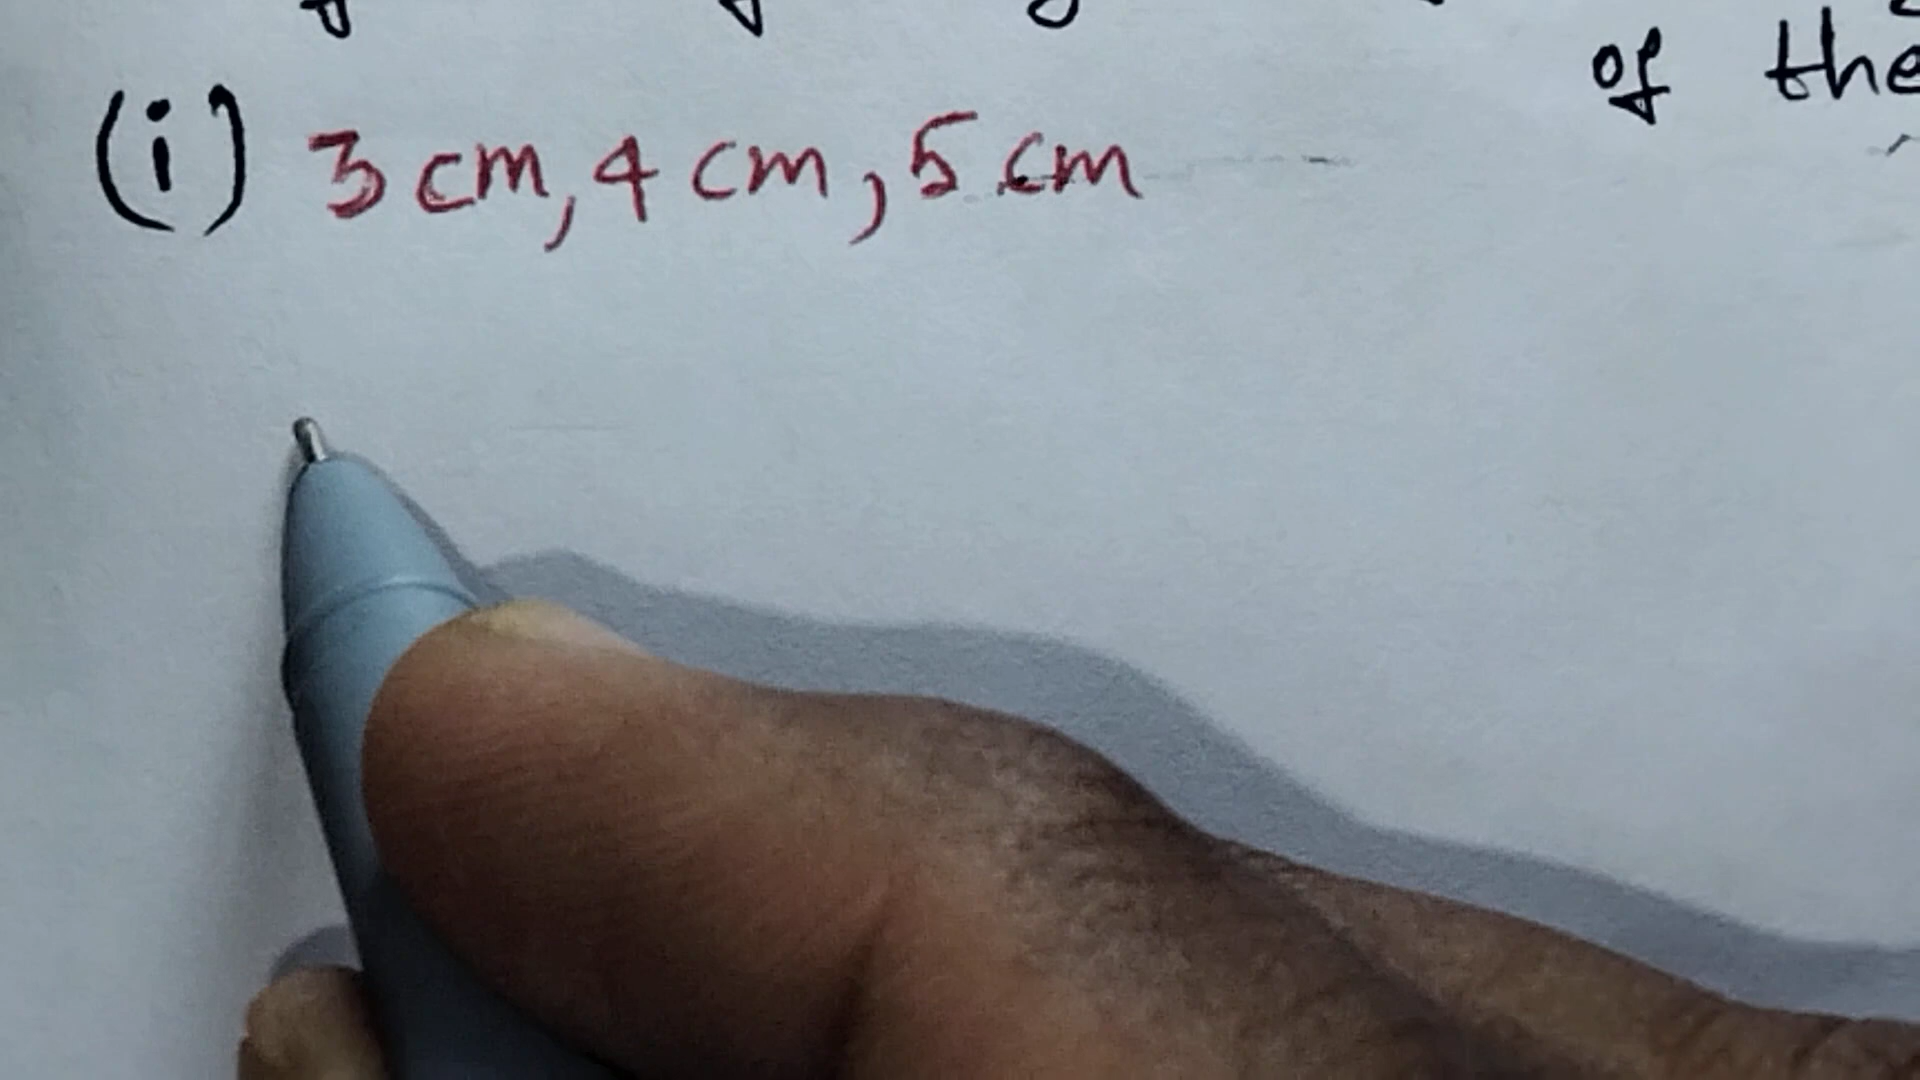 of the
(i) 3 cm, 4 cm, 5 cm